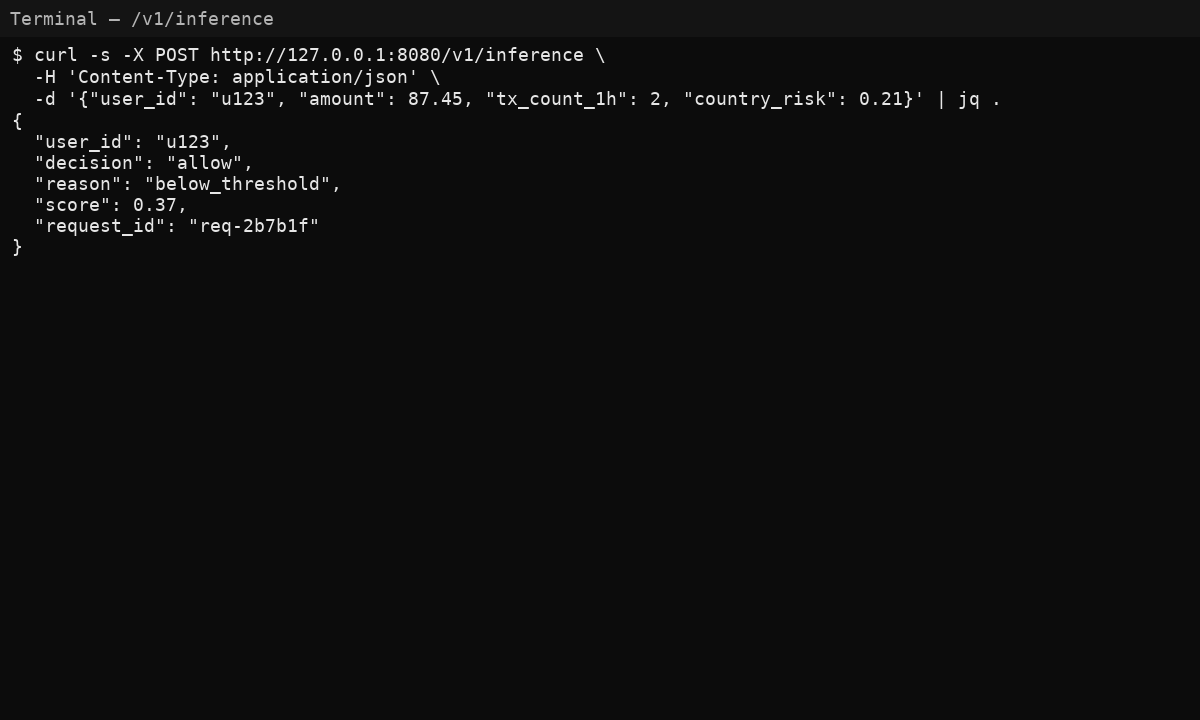 Terminal — /v1/inference
$ curl -s -X POST http://127.0.0.1:8080/v1/inference \
  -H 'Content-Type: application/json' \
  -d '{"user_id": "u123", "amount": 87.45, "tx_count_1h": 2, "country_risk": 0.21}' | jq .
{
  "user_id": "u123",
  "decision": "allow",
  "reason": "below_threshold",
  "score": 0.37,
  "request_id": "req-2b7b1f"
}